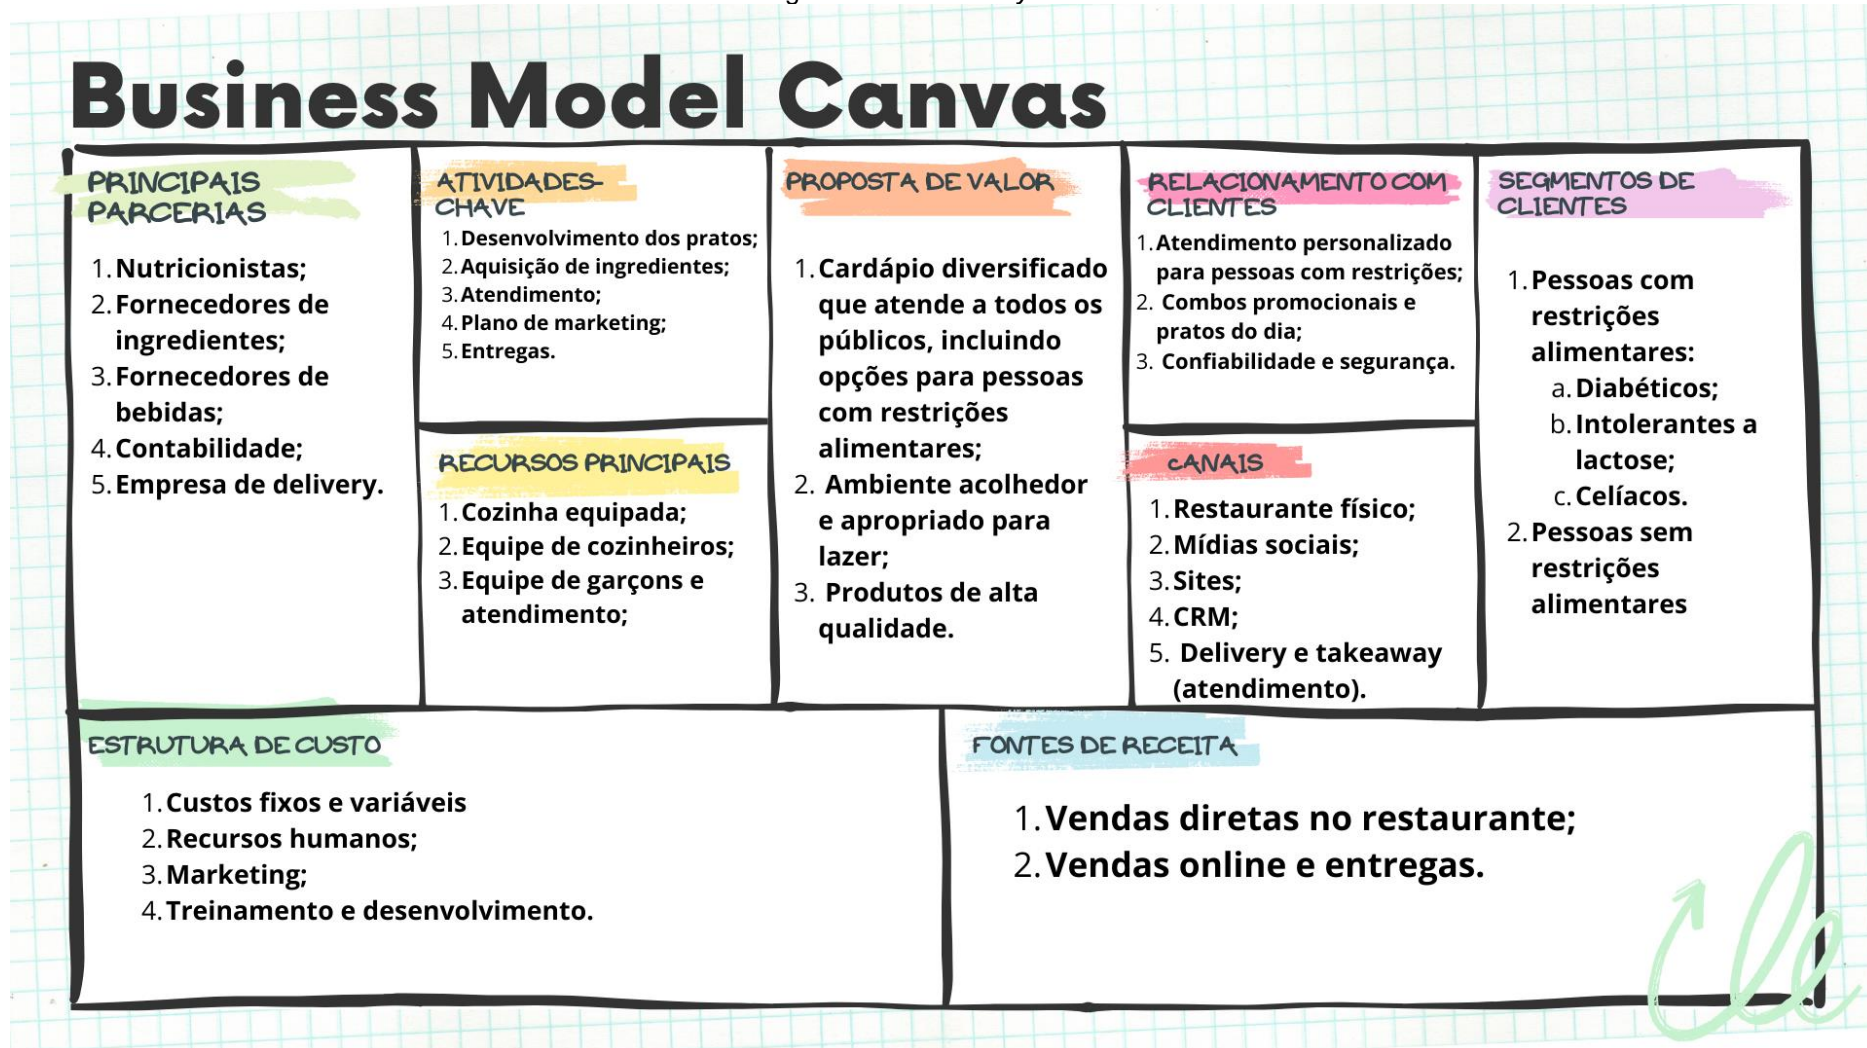 Business Model Canvas
PRINCIPAIS
PARCERIAS
1. Nutricionistas;
2. Fornecedores de
ingredientes;
3. Fornecedores de
bebidas;
4. Contabilidade;
5. Empresa de delivery.
ATIVIDADES-
CHAVE
1. Desenvolvimento dos pratos;
2. Aquisição de ingredientes;
3. Atendimento;
4. Plano de marketing;
5. Entregas.
RECURSOS PRINCIPAIS
1. Cozinha equipada;
2. Equipe de cozinheiros;
3. Equipe de garçons e
atendimento;
PROPOSTA DE VALOR
1. Cardápio diversificado
que atende a todos os
públicos, incluindo
opções para pessoas
com restrições
alimentares;
2. Ambiente acolhedor
e apropriado para
lazer;
3. Produtos de alta
qualidade.
RELACIONAMENTO COM
CLIENTES
1. Atendimento personalizado
para pessoas com restrições;
2. Combos promocionais e
pratos do dia;
3. Confiabilidade e segurança.
CANAIS
1. Restaurante físico;
2. Mídias sociais;
3. Sites;
4. CRM;
5. Delivery e takeaway
(atendimento).
SEGMENTOS DE
CLIENTES
1. Pessoas com
restrições
alimentares:
a. Diabéticos;
b. Intolerantes a
lactose;
c. Celíacos.
2. Pessoas sem
restrições
alimentares
ESTRUTURA DE CUSTO
1. Custos fixos e variáveis
2. Recursos humanos;
3. Marketing;
4. Treinamento e desenvolvimento.
FONTES DE RECEITA
1. Vendas diretas no restaurante;
2. Vendas online e entregas.